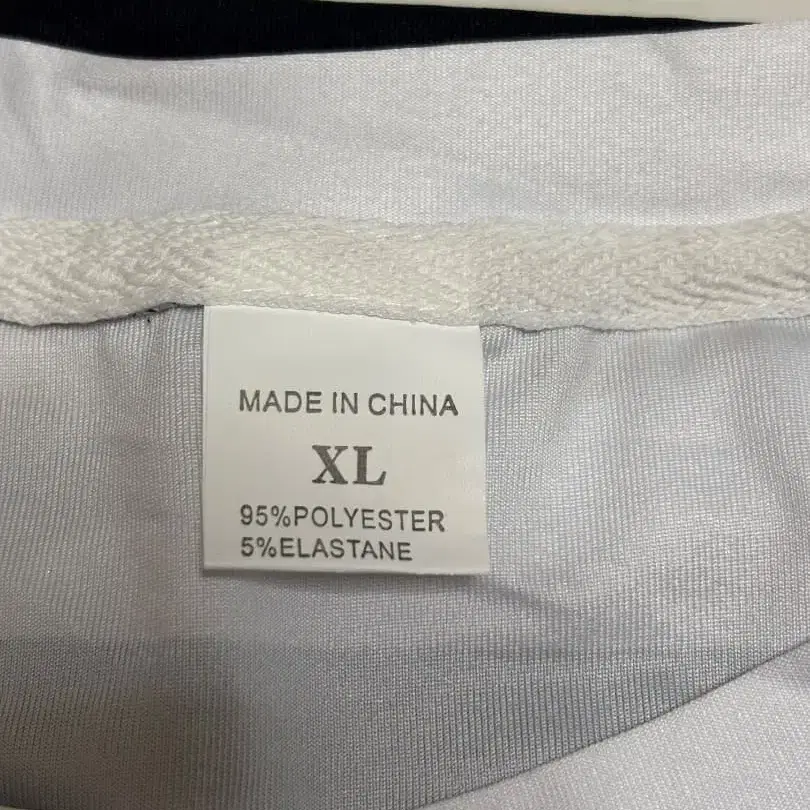 MADE IN CHINA
XL
95%POLYESTER
5%ELASTANE